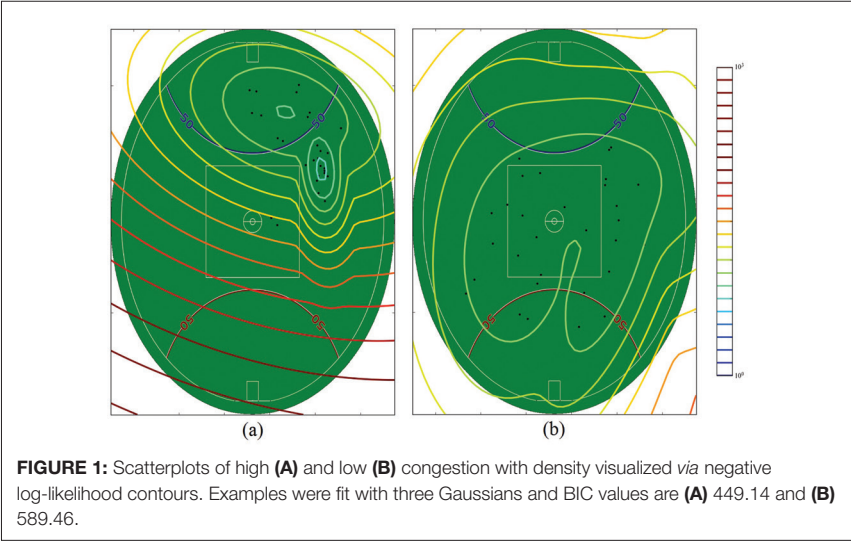 50
50
50
50
50
50
50
50
10³
10⁰
(a)
(b)
FIGURE 1: Scatterplots of high (A) and low (B) congestion with density visualized via negative
log-likelihood contours. Examples were fit with three Gaussians and BIC values are (A) 449.14 and (B)
589.46.